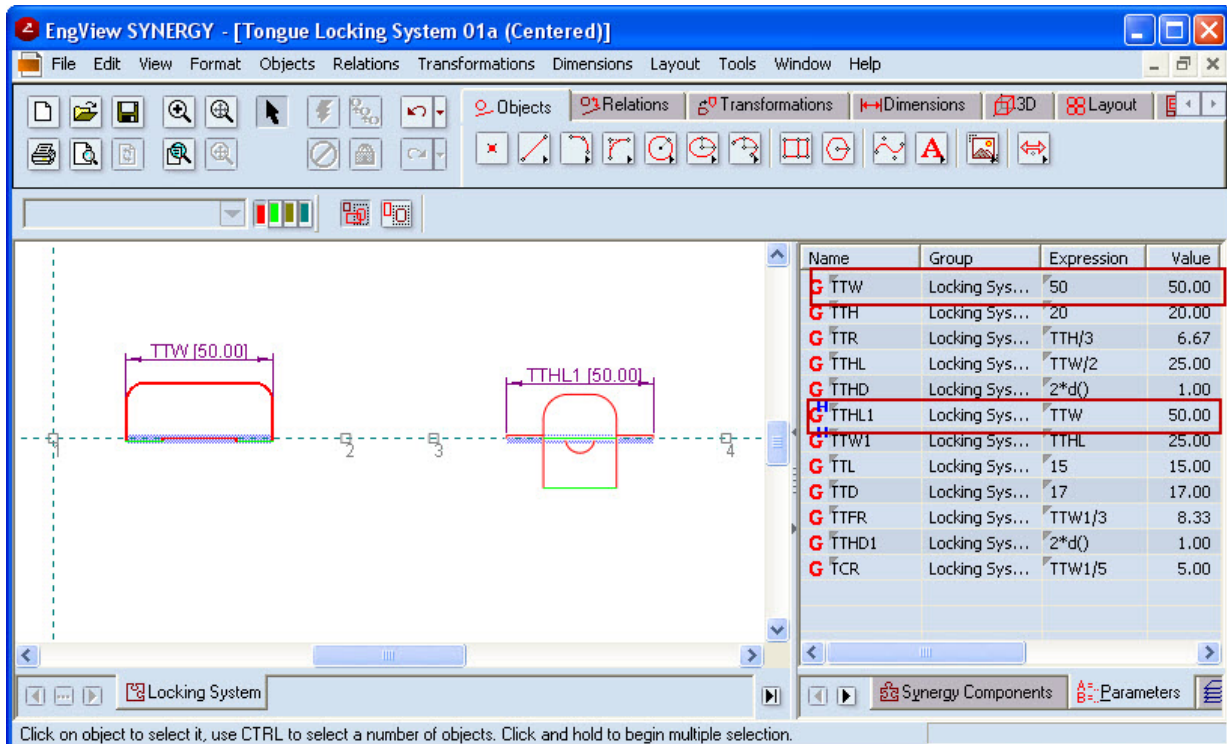 EngView SYNERGY - [Tongue Locking System 01a (Centered)]
File Edit View Format Objects Relations Transformations Dimensions Layout Tools Window Help
Objects Relations Transformations Dimensions 3D Layout
A
Name Group Expression Value
G TTW Locking Sys... 50 50.00
G TTH Locking Sys... 20 20.00
G TTR Locking Sys... TTH/3 6.67
G TTHL Locking Sys... TTW/2 25.00
G TTHD Locking Sys... 2*d() 1.00
G H TTHL1 Locking Sys... TTW 50.00
G H TTW1 Locking Sys... TTHL 25.00
G TTL Locking Sys... 15 15.00
G TTD Locking Sys... 17 17.00
G TTFR Locking Sys... TTW1/3 8.33
G TTHD1 Locking Sys... 2*d() 1.00
G TCR Locking Sys... TTW1/5 5.00
TTW [50.00]
TTHL1 [50.00]
1 2 3 4
Locking System
Synergy Components Parameters
Click on object to select it, use CTRL to select a number of objects. Click and hold to begin multiple selection.